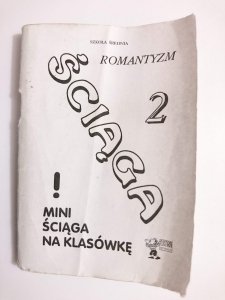 SZKOŁA ŚREDNIA
ROMANTYZM
ŚCIĄGA
2
!
MINI
ŚCIĄGA
NA KLASÓWKĘ